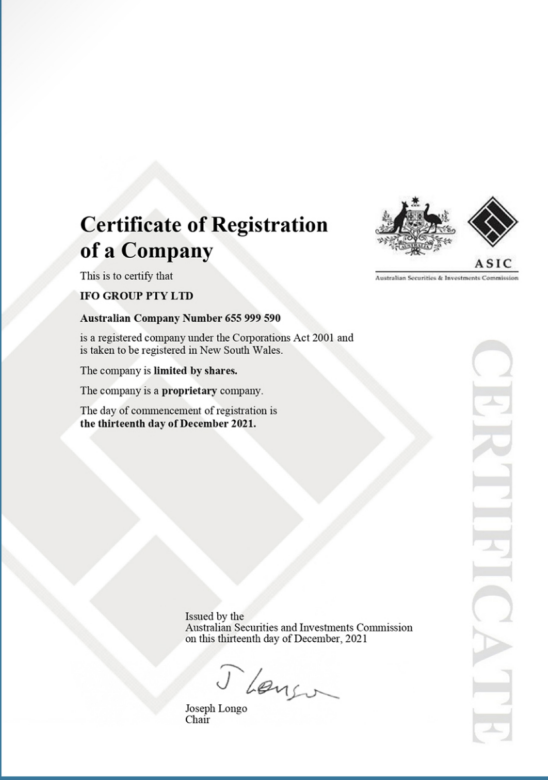 Certificate of Registration
of a Company
This is to certify that
IFO GROUP PTY LTD
Australian Company Number 655 999 590
is a registered company under the Corporations Act 2001 and
is taken to be registered in New South Wales.
The company is limited by shares.
The company is a proprietary company.
The day of commencement of registration is
the thirteenth day of December 2021.
ASIC
Australian Securities & Investments Commission
CERTIFICATE
Issued by the
Australian Securities and Investments Commission
on this thirteenth day of December, 2021
J Longo
Joseph Longo
Chair